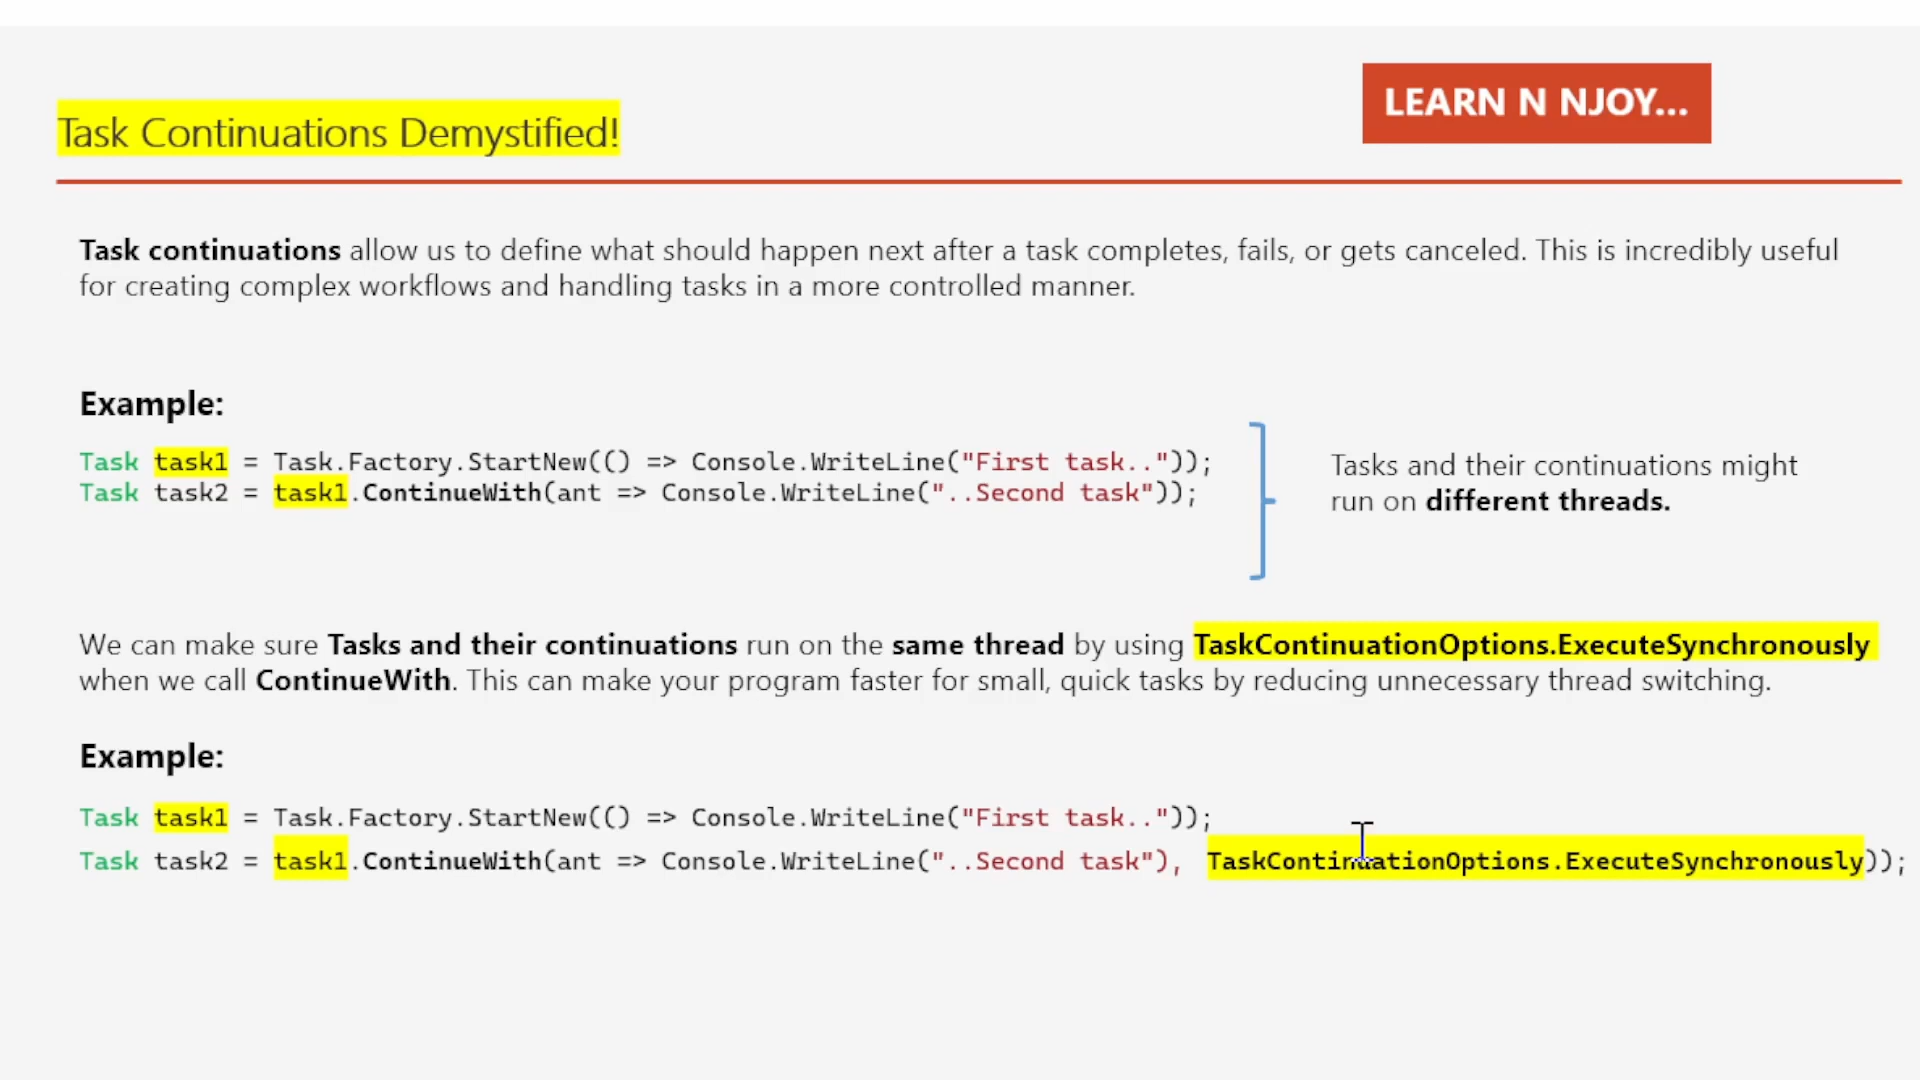 LEARN N NJOY...
Task Continuations Demystified!
Task continuations allow us to define what should happen next after a task completes, fails, or gets canceled. This is incredibly useful
for creating complex workflows and handling tasks in a more controlled manner.
Example:
Task task1 = Task.Factory.StartNew(() => Console.WriteLine("First task.."));
Task task2 = task1.ContinueWith(ant => Console.WriteLine("..Second task"));
Tasks and their continuations might
run on different threads.
We can make sure Tasks and their continuations run on the same thread by using TaskContinuationOptions.ExecuteSynchronously
when we call ContinueWith. This can make your program faster for small, quick tasks by reducing unnecessary thread switching.
Example:
Task task1 = Task.Factory.StartNew(() => Console.WriteLine("First task.."));
Task task2 = task1.ContinueWith(ant => Console.WriteLine("..Second task"), TaskContinuationOptions.ExecuteSynchronously));